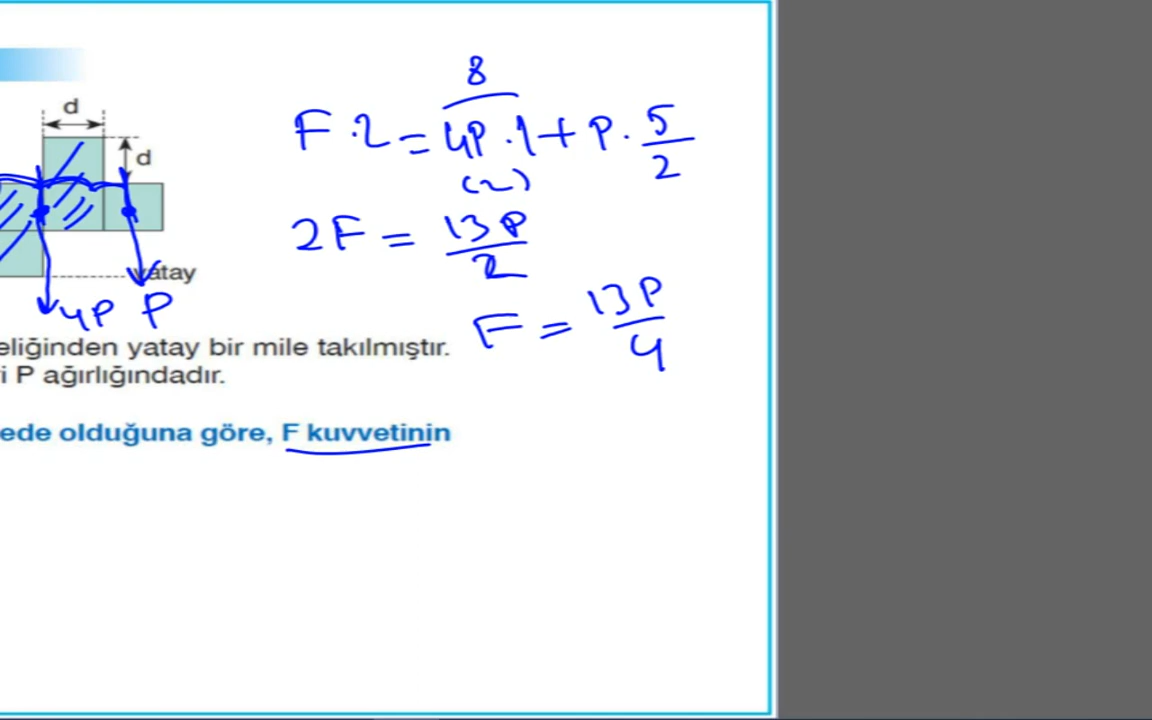 d
d
yatay
4P P
eliğinden yatay bir mile takılmıştır.
i P ağırlığındadır.
ede olduğuna göre, F kuvvetinin
8
F·2 = 4P·1 + P·5/2
(2)
2F = 13P/2
F = 13P/4